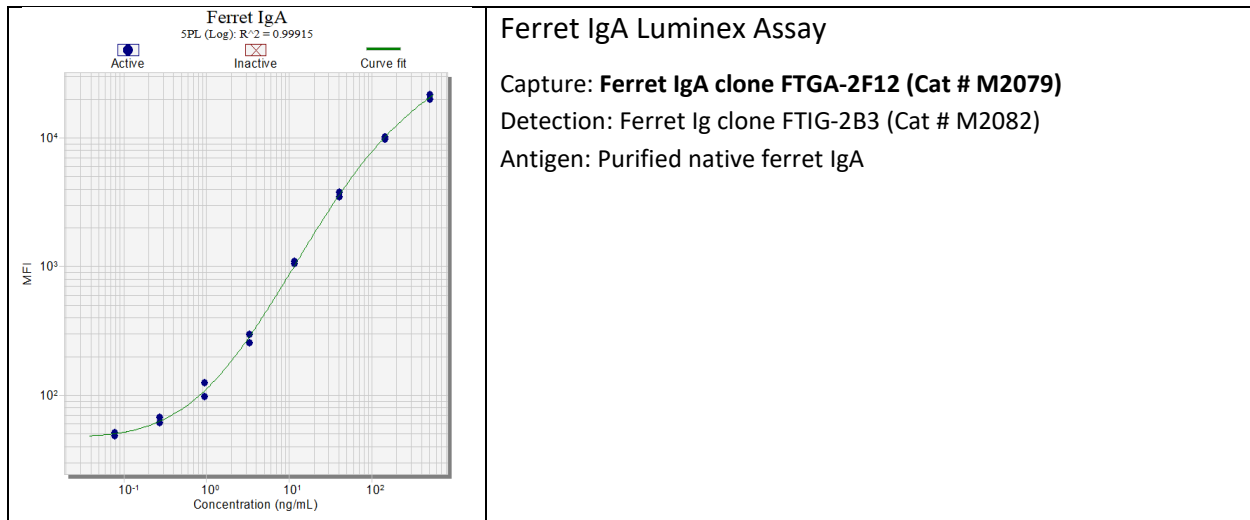 Ferret IgA
5PL (Log): R^2 = 0.99915
Active
Inactive
Curve fit
10⁴
10³
10²
MFI
10⁻¹
10⁰
10¹
10²
Concentration (ng/mL)
Ferret IgA Luminex Assay
Capture: Ferret IgA clone FTGA-2F12 (Cat # M2079)
Detection: Ferret Ig clone FTIG-2B3 (Cat # M2082)
Antigen: Purified native ferret IgA